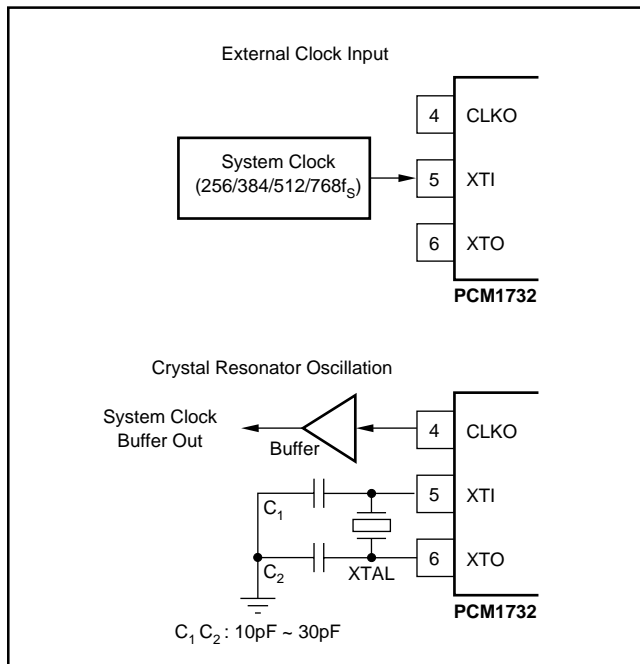 External Clock Input
4 CLKO
System Clock
(256/384/512/768fS)
5 XTI
6 XTO
PCM1732
Crystal Resonator Oscillation
System Clock
Buffer Out
Buffer
4 CLKO
C1
5 XTI
C2
XTAL
6 XTO
PCM1732
C1 C2 : 10pF ~ 30pF